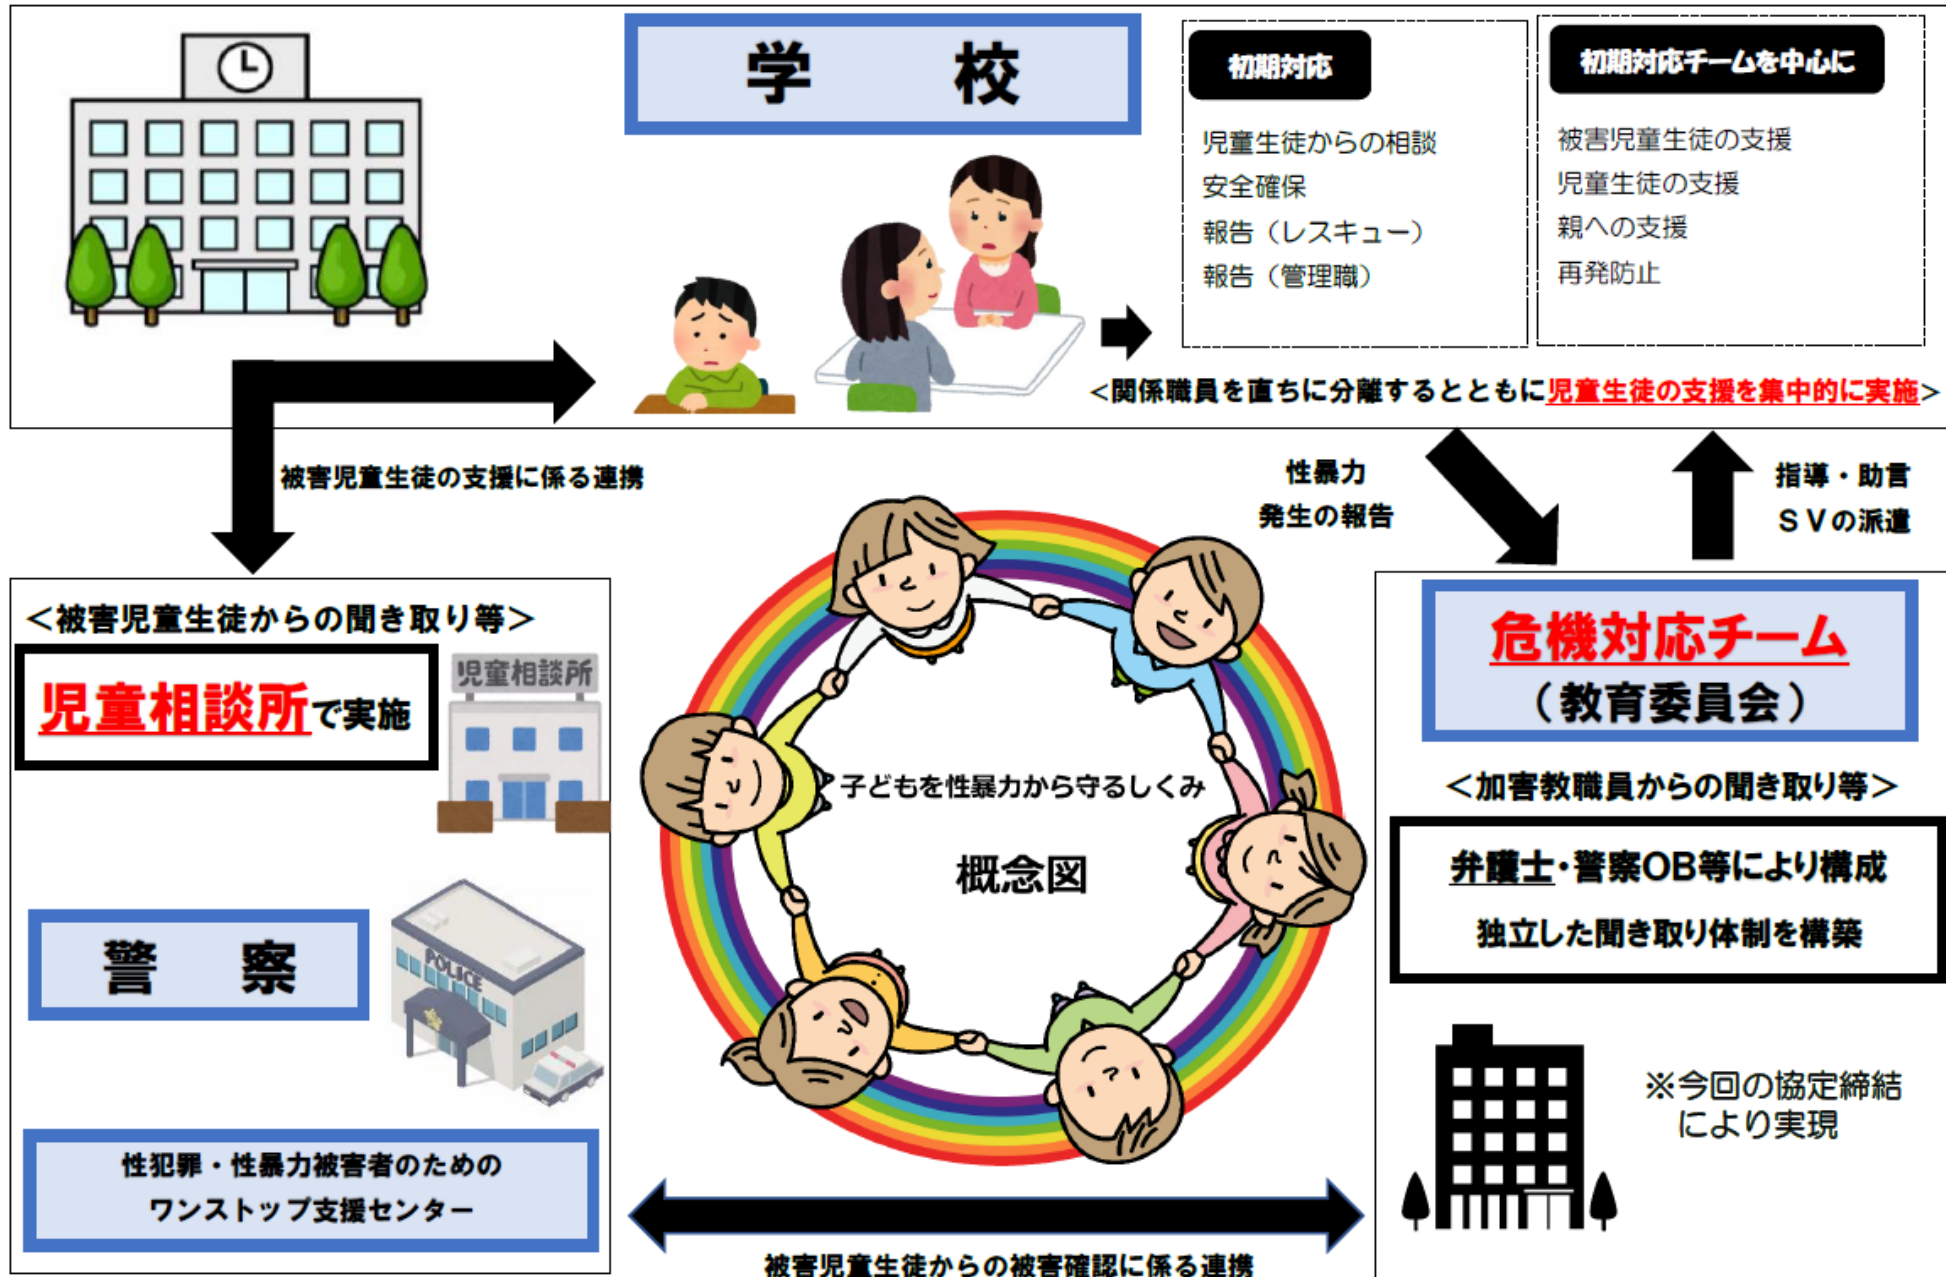 学　校
初期対応
児童生徒からの相談
安全確保
報告（レスキュー）
報告（管理職）
初期対応チームを中心に
被害児童生徒の支援
児童生徒の支援
親への支援
再発防止
＜関係職員を直ちに分離するとともに児童生徒の支援を集中的に実施＞
被害児童生徒の支援に係る連携
性暴力
発生の報告
指導・助言
ＳＶの派遣
＜被害児童生徒からの聞き取り等＞
児童相談所で実施
児童相談所
警　察
POLICE
性犯罪・性暴力被害者のための
ワンストップ支援センター
子どもを性暴力から守るしくみ
概念図
危機対応チーム
（教育委員会）
＜加害教職員からの聞き取り等＞
弁護士・警察OB等により構成
独立した聞き取り体制を構築
※今回の協定締結
により実現
被害児童生徒からの被害確認に係る連携